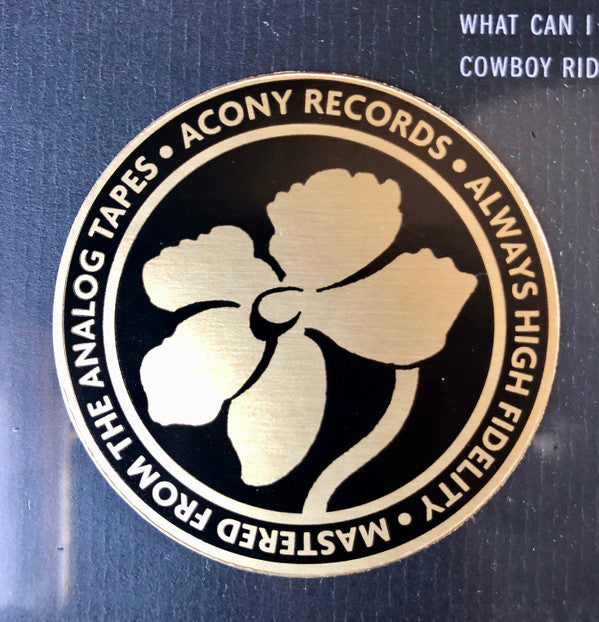 WHAT CAN I
COWBOY RID
ACONY RECORDS • ALWAYS HIGH FIDELITY • MASTERED FROM THE ANALOG TAPES •